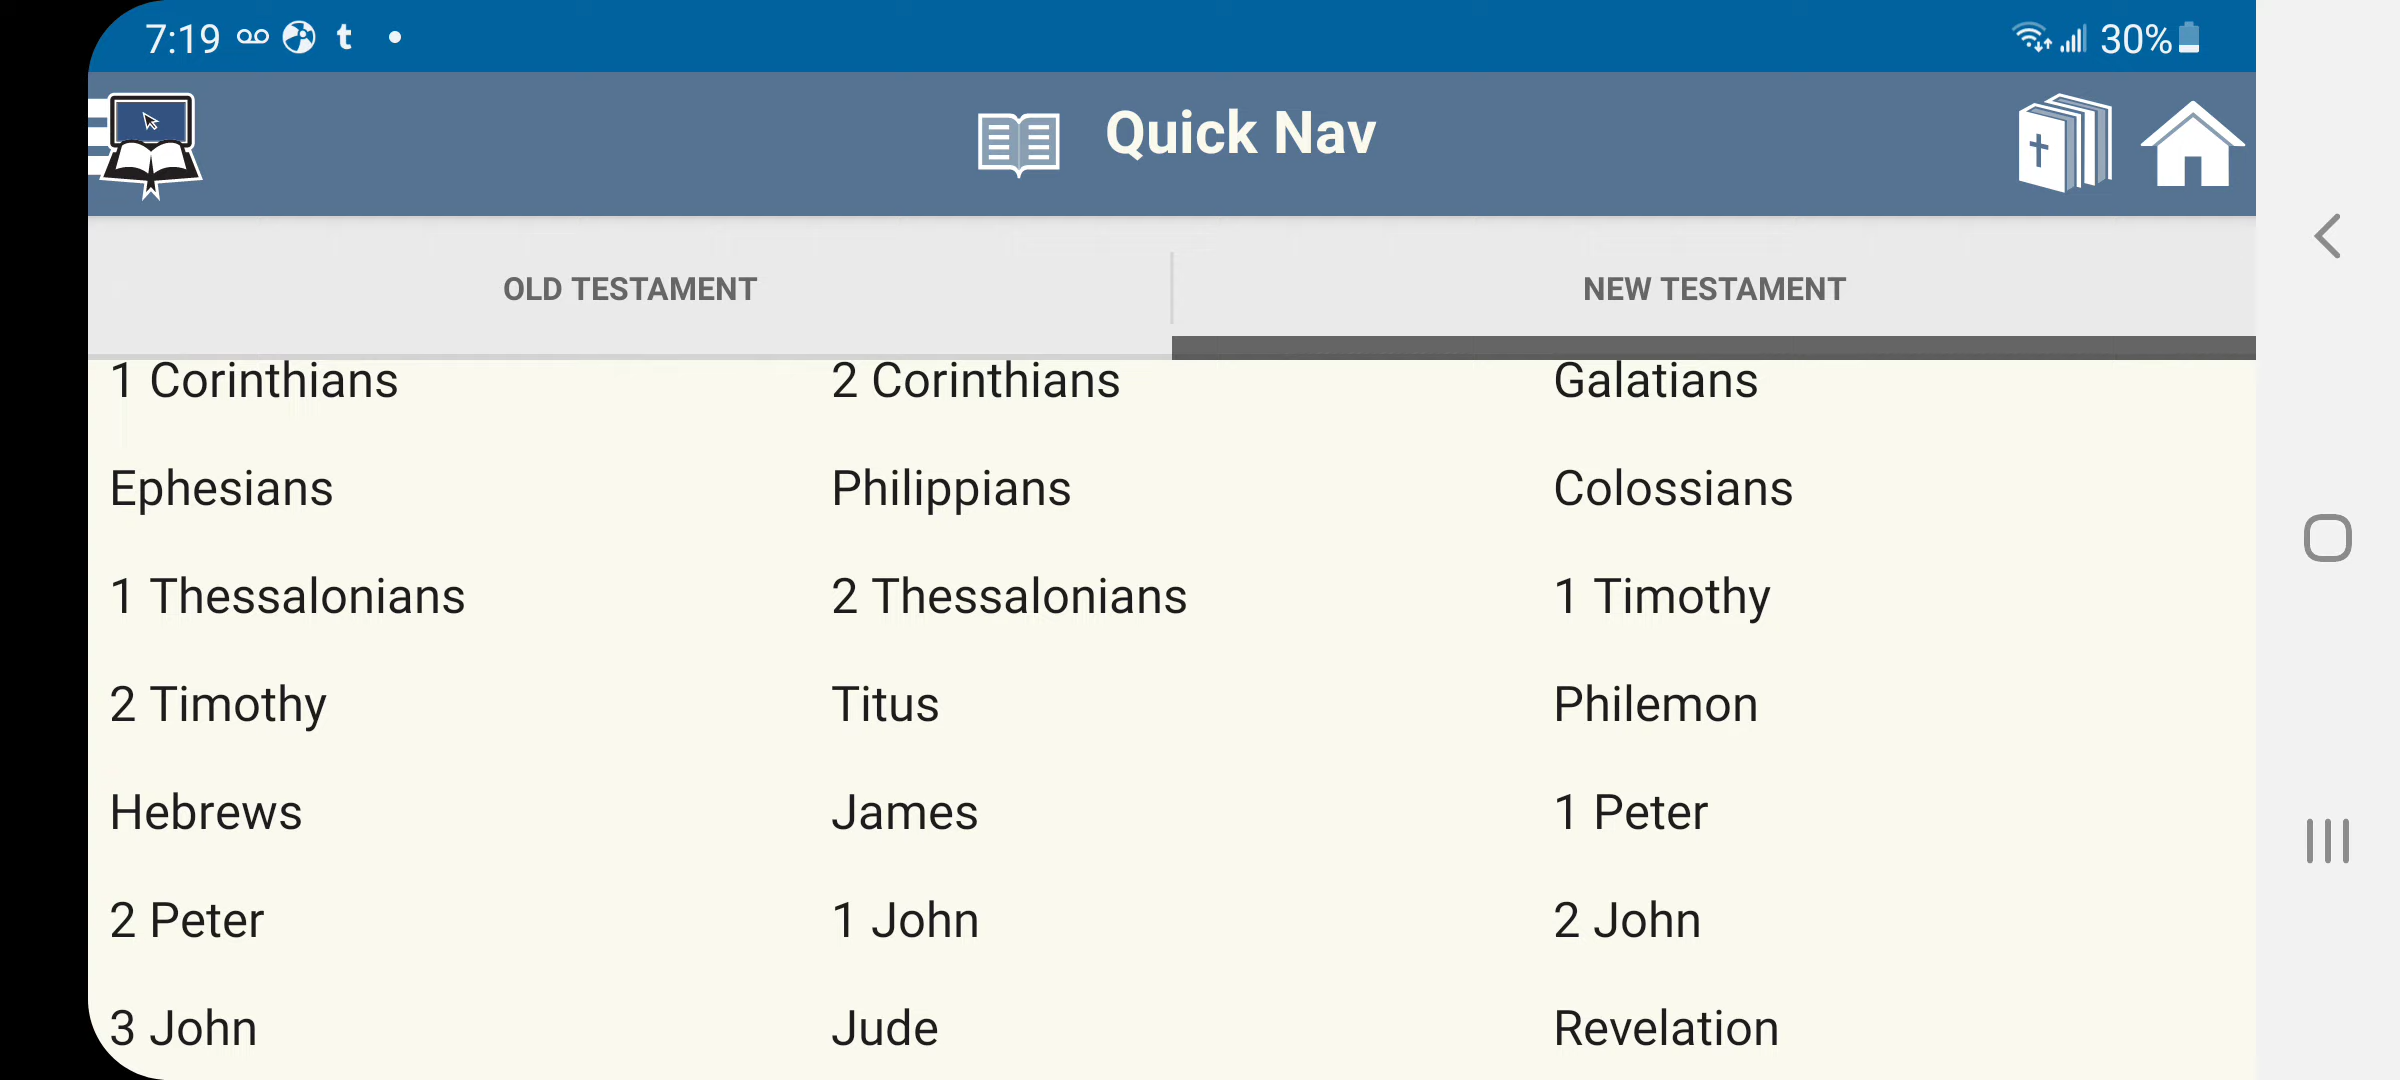 7:19 t 30%
Quick Nav
OLD TESTAMENT NEW TESTAMENT
1 Corinthians 2 Corinthians Galatians
Ephesians Philippians Colossians
1 Thessalonians 2 Thessalonians 1 Timothy
2 Timothy Titus Philemon
Hebrews James 1 Peter
2 Peter 1 John 2 John
3 John Jude Revelation